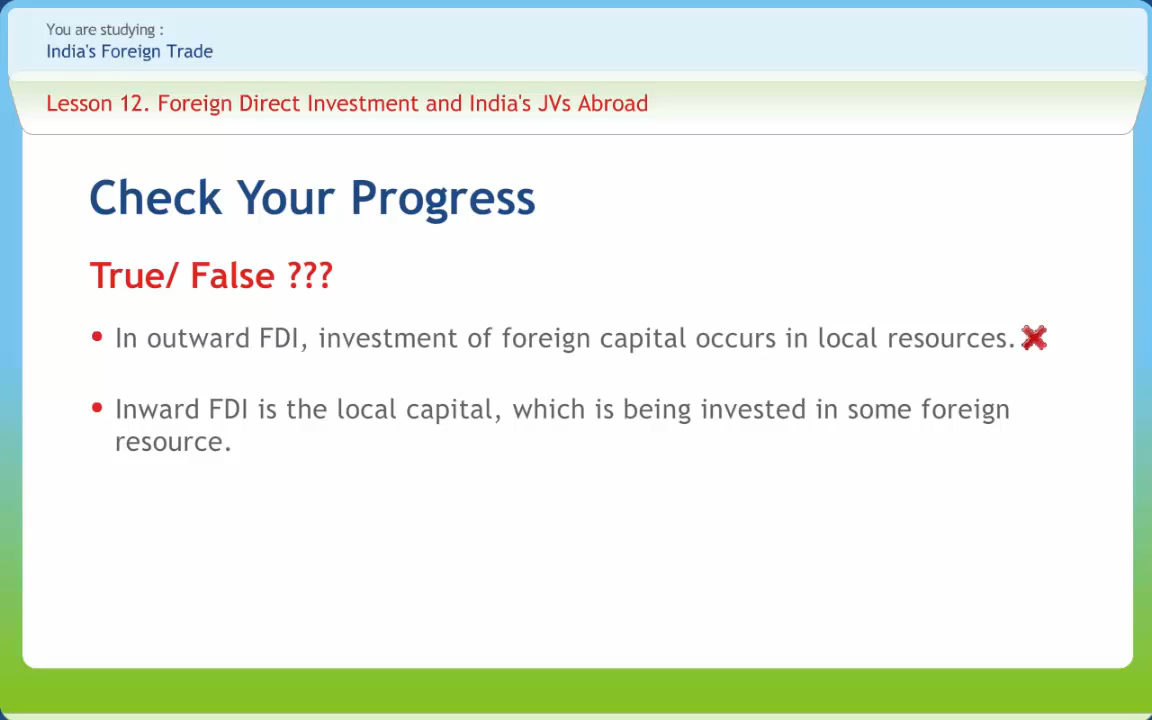 You are studying :
India's Foreign Trade
Lesson 12. Foreign Direct Investment and India's JVs Abroad
Check Your Progress
True/ False ???
• In outward FDI, investment of foreign capital occurs in local resources.
• Inward FDI is the local capital, which is being invested in some foreign
resource.